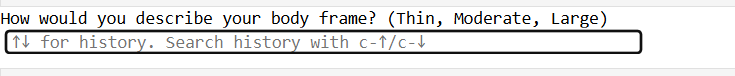 How would you describe your body frame? (Thin, Moderate, Large)
↑↓ for history. Search history with c-↑/c-↓